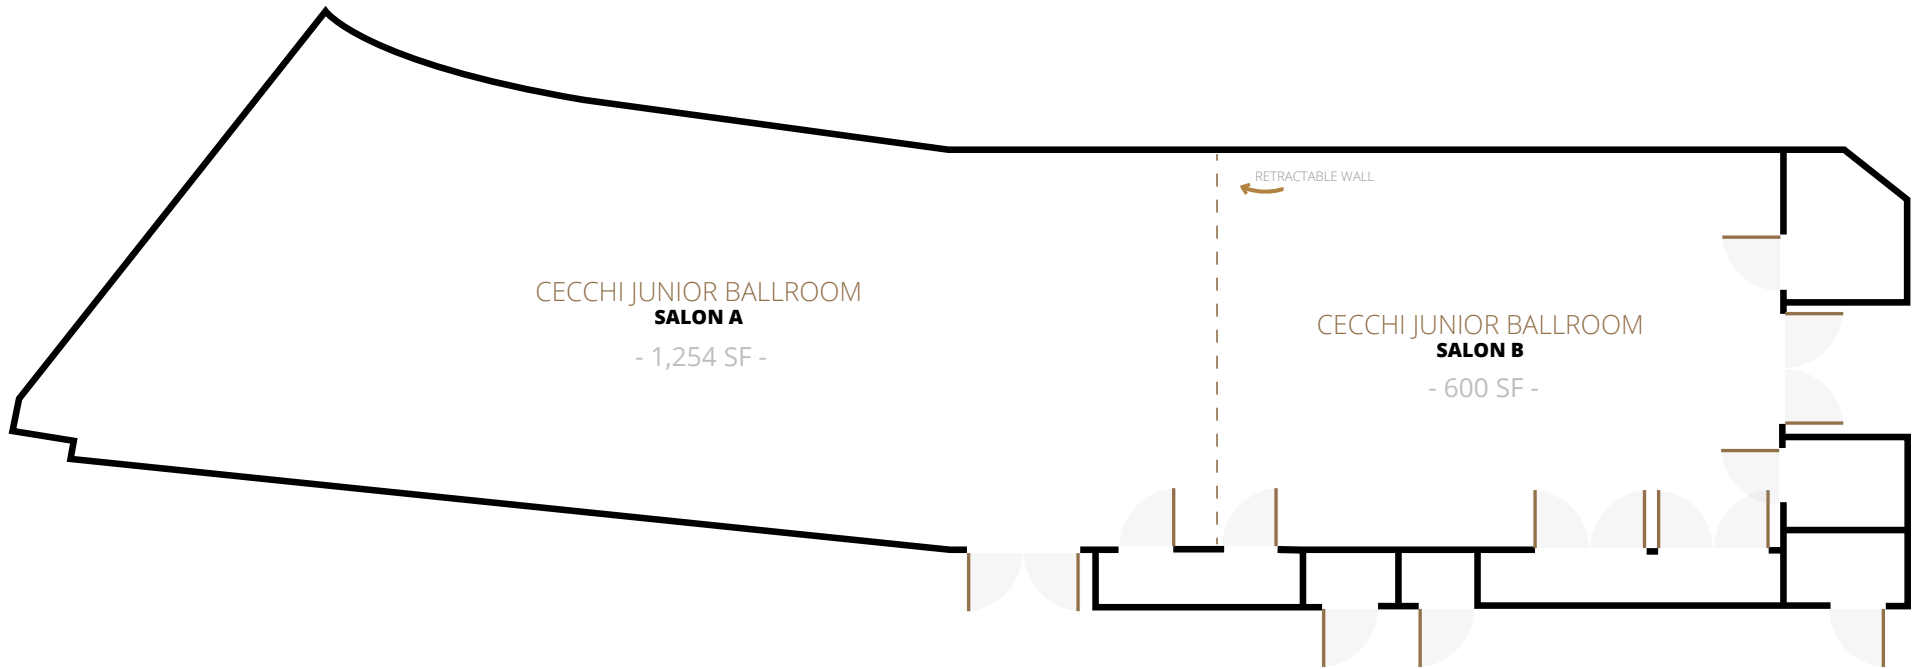 RETRACTABLE WALL
CECCHI JUNIOR BALLROOM
SALON A
- 1,254 SF -
CECCHI JUNIOR BALLROOM
SALON B
- 600 SF -